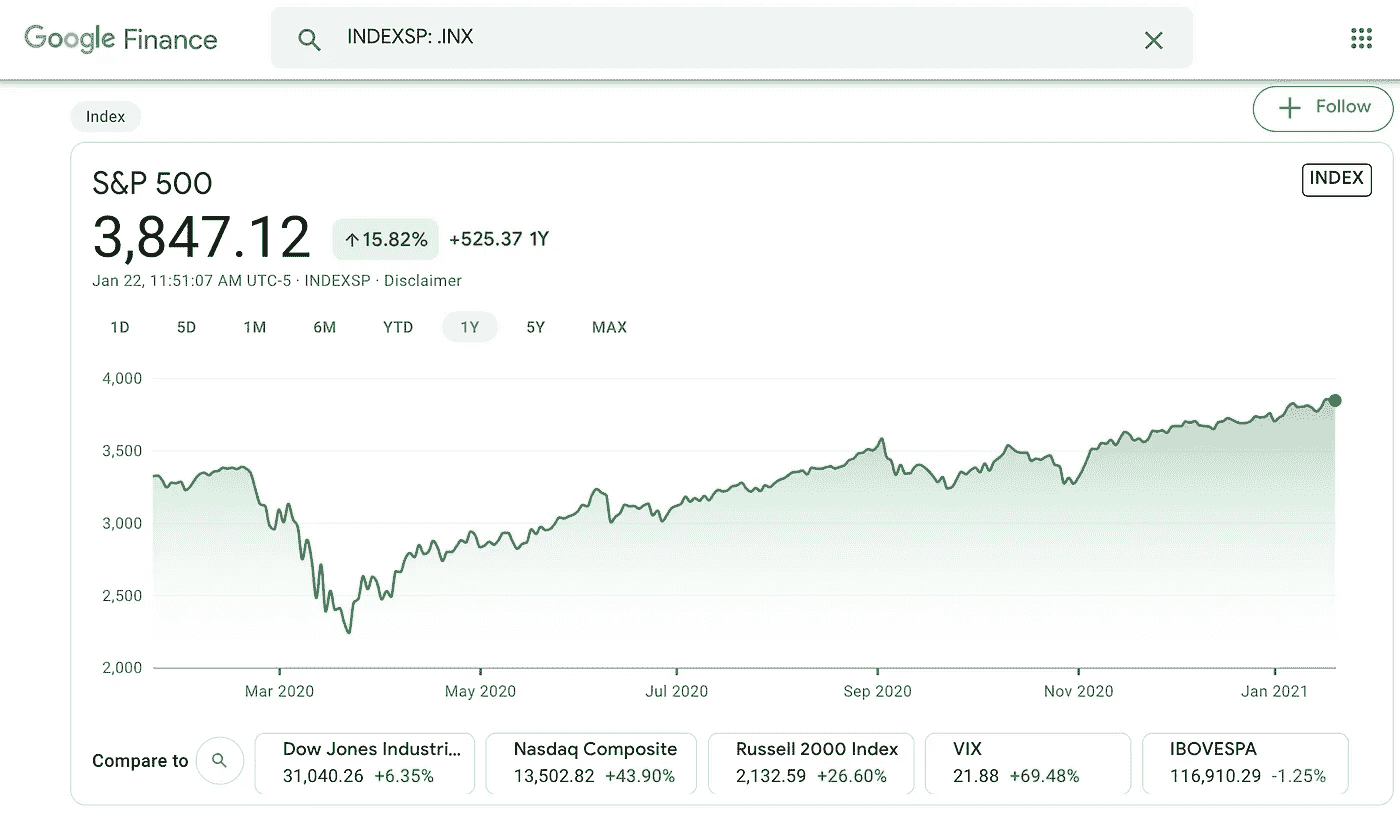 Google Finance
INDEXSP: .INX
Index
Follow
S&P 500
INDEX
3,847.12 ↑15.82% +525.37 1Y
Jan 22, 11:51:07 AM UTC-5 · INDEXSP · Disclaimer
1D 5D 1M 6M YTD 1Y 5Y MAX
4,000
3,500
3,000
2,500
2,000
Mar 2020 May 2020 Jul 2020 Sep 2020 Nov 2020 Jan 2021
Compare to
Dow Jones Industri...
31,040.26 +6.35%
Nasdaq Composite
13,502.82 +43.90%
Russell 2000 Index
2,132.59 +26.60%
VIX
21.88 +69.48%
IBOVESPA
116,910.29 -1.25%